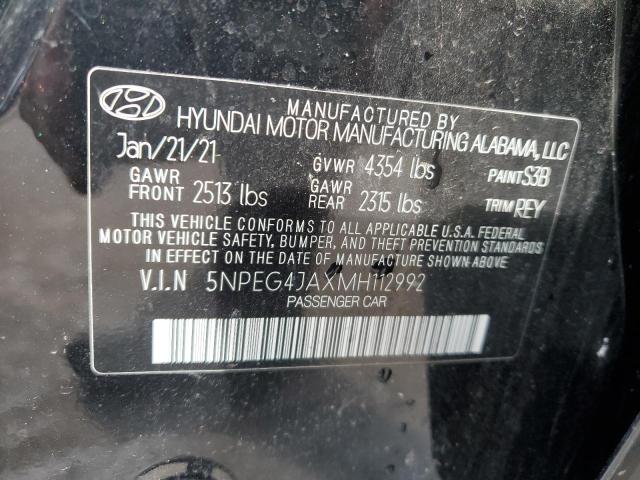 MANUFACTURED BY
HYUNDAI MOTOR MANUFACTURING ALABAMA, LLC
Jan/21/21 GVWR 4354 lbs PAINT S3B
GAWR FRONT 2513 lbs GAWR REAR 2315 lbs TRIM REY
THIS VEHICLE CONFORMS TO ALL APPLICABLE U.S.A. FEDERAL
MOTOR VEHICLE SAFETY, BUMPER, AND THEFT PREVENTION STANDARDS
IN EFFECT ON THE DATE OF MANUFACTURE SHOWN ABOVE.
V.I.N 5NPEG4JAXMH112992
PASSENGER CAR